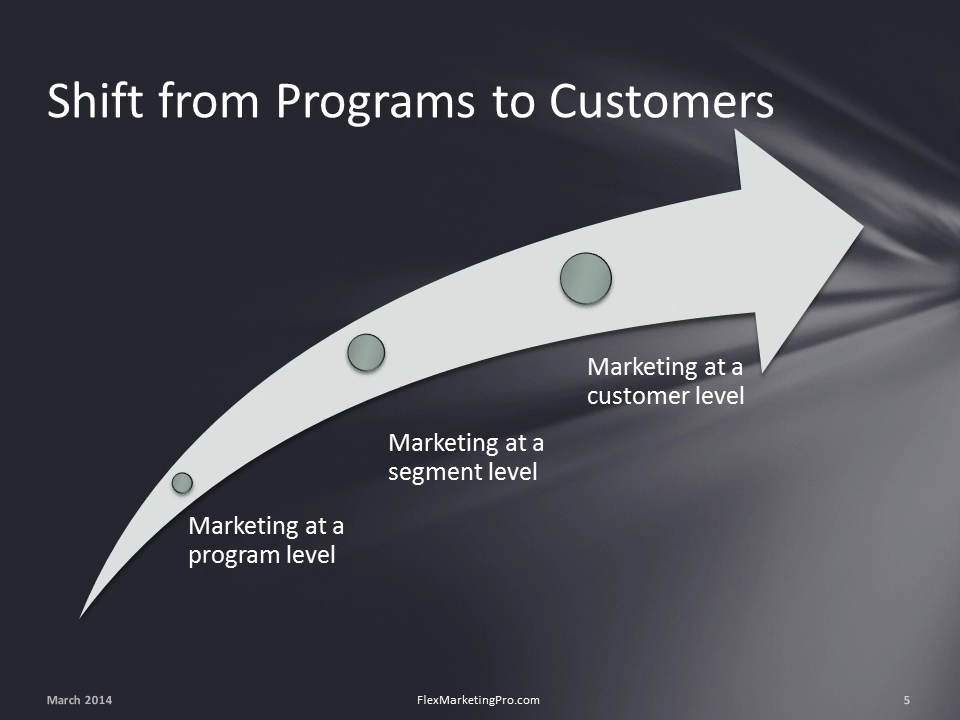 Shift from Programs to Customers
Marketing at a
customer level
Marketing at a
segment level
Marketing at a
program level
March 2014
FlexMarketingPro.com
5